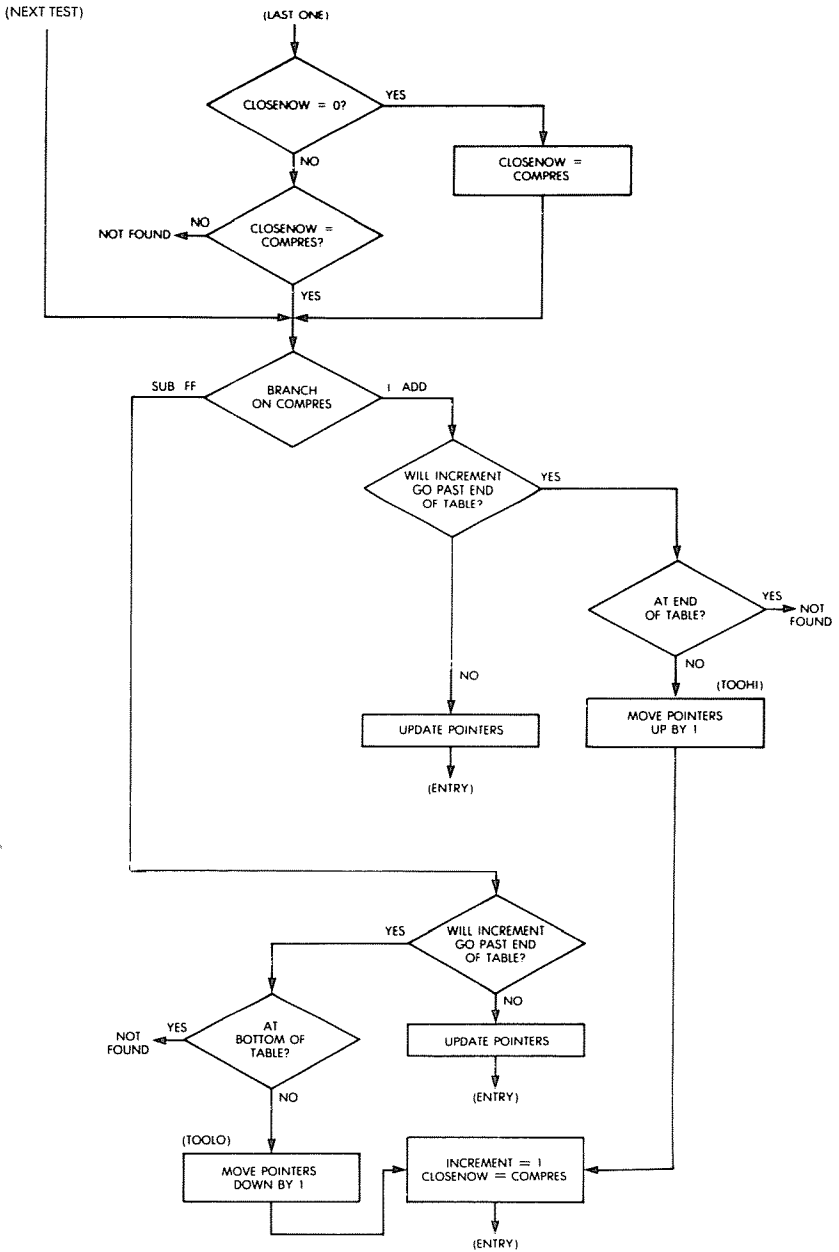 (NEXT TEST)
(LAST ONE)
CLOSENOW = 0?
YES
NO
CLOSENOW =
COMPRES
CLOSENOW =
COMPRES?
NO
NOT FOUND
YES
BRANCH
ON COMPRES
SUB FF
1 ADD
WILL INCREMENT
GO PAST END
OF TABLE?
YES
AT END
OF TABLE?
YES
NOT
FOUND
NO
NO
(TOOHI)
UPDATE POINTERS
MOVE POINTERS
UP BY 1
(ENTRY)
WILL INCREMENT
GO PAST END
OF TABLE?
YES
NO
AT
BOTTOM OF
TABLE?
YES
NOT
FOUND
UPDATE POINTERS
NO
(ENTRY)
(TOOLO)
MOVE POINTERS
DOWN BY 1
INCREMENT = 1
CLOSENOW = COMPRES
(ENTRY)